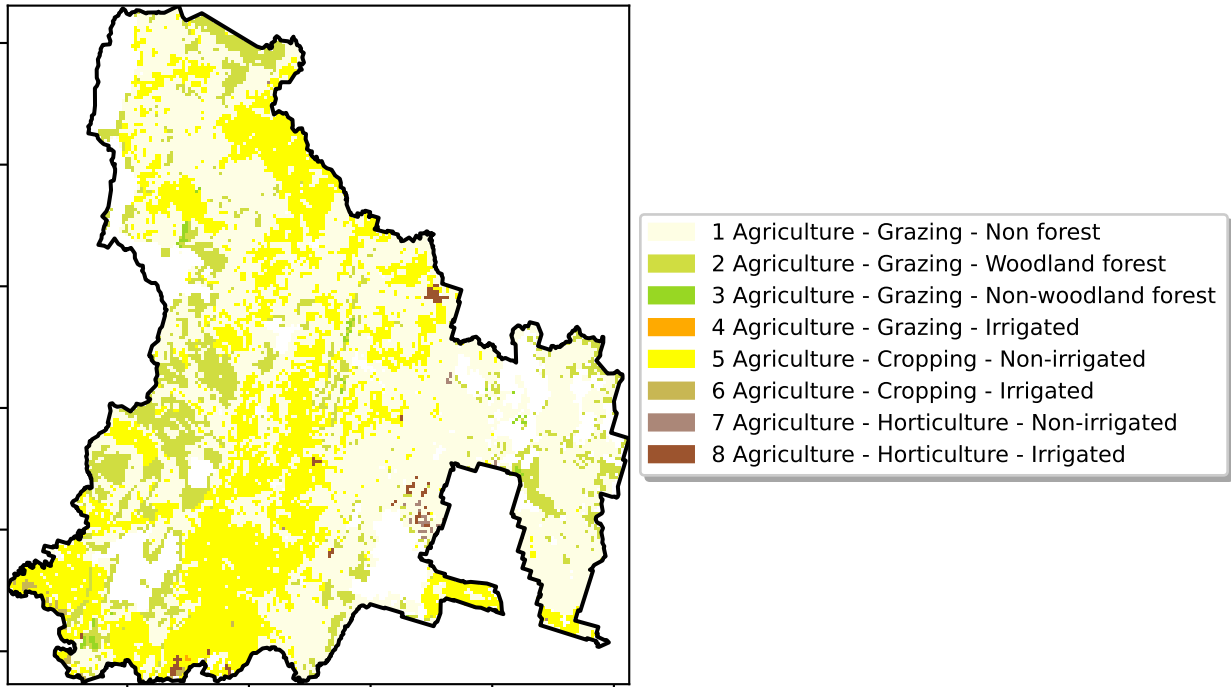 1 Agriculture - Grazing - Non forest
2 Agriculture - Grazing - Woodland forest
3 Agriculture - Grazing - Non-woodland forest
4 Agriculture - Grazing - Irrigated
5 Agriculture - Cropping - Non-irrigated
6 Agriculture - Cropping - Irrigated
7 Agriculture - Horticulture - Non-irrigated
8 Agriculture - Horticulture - Irrigated